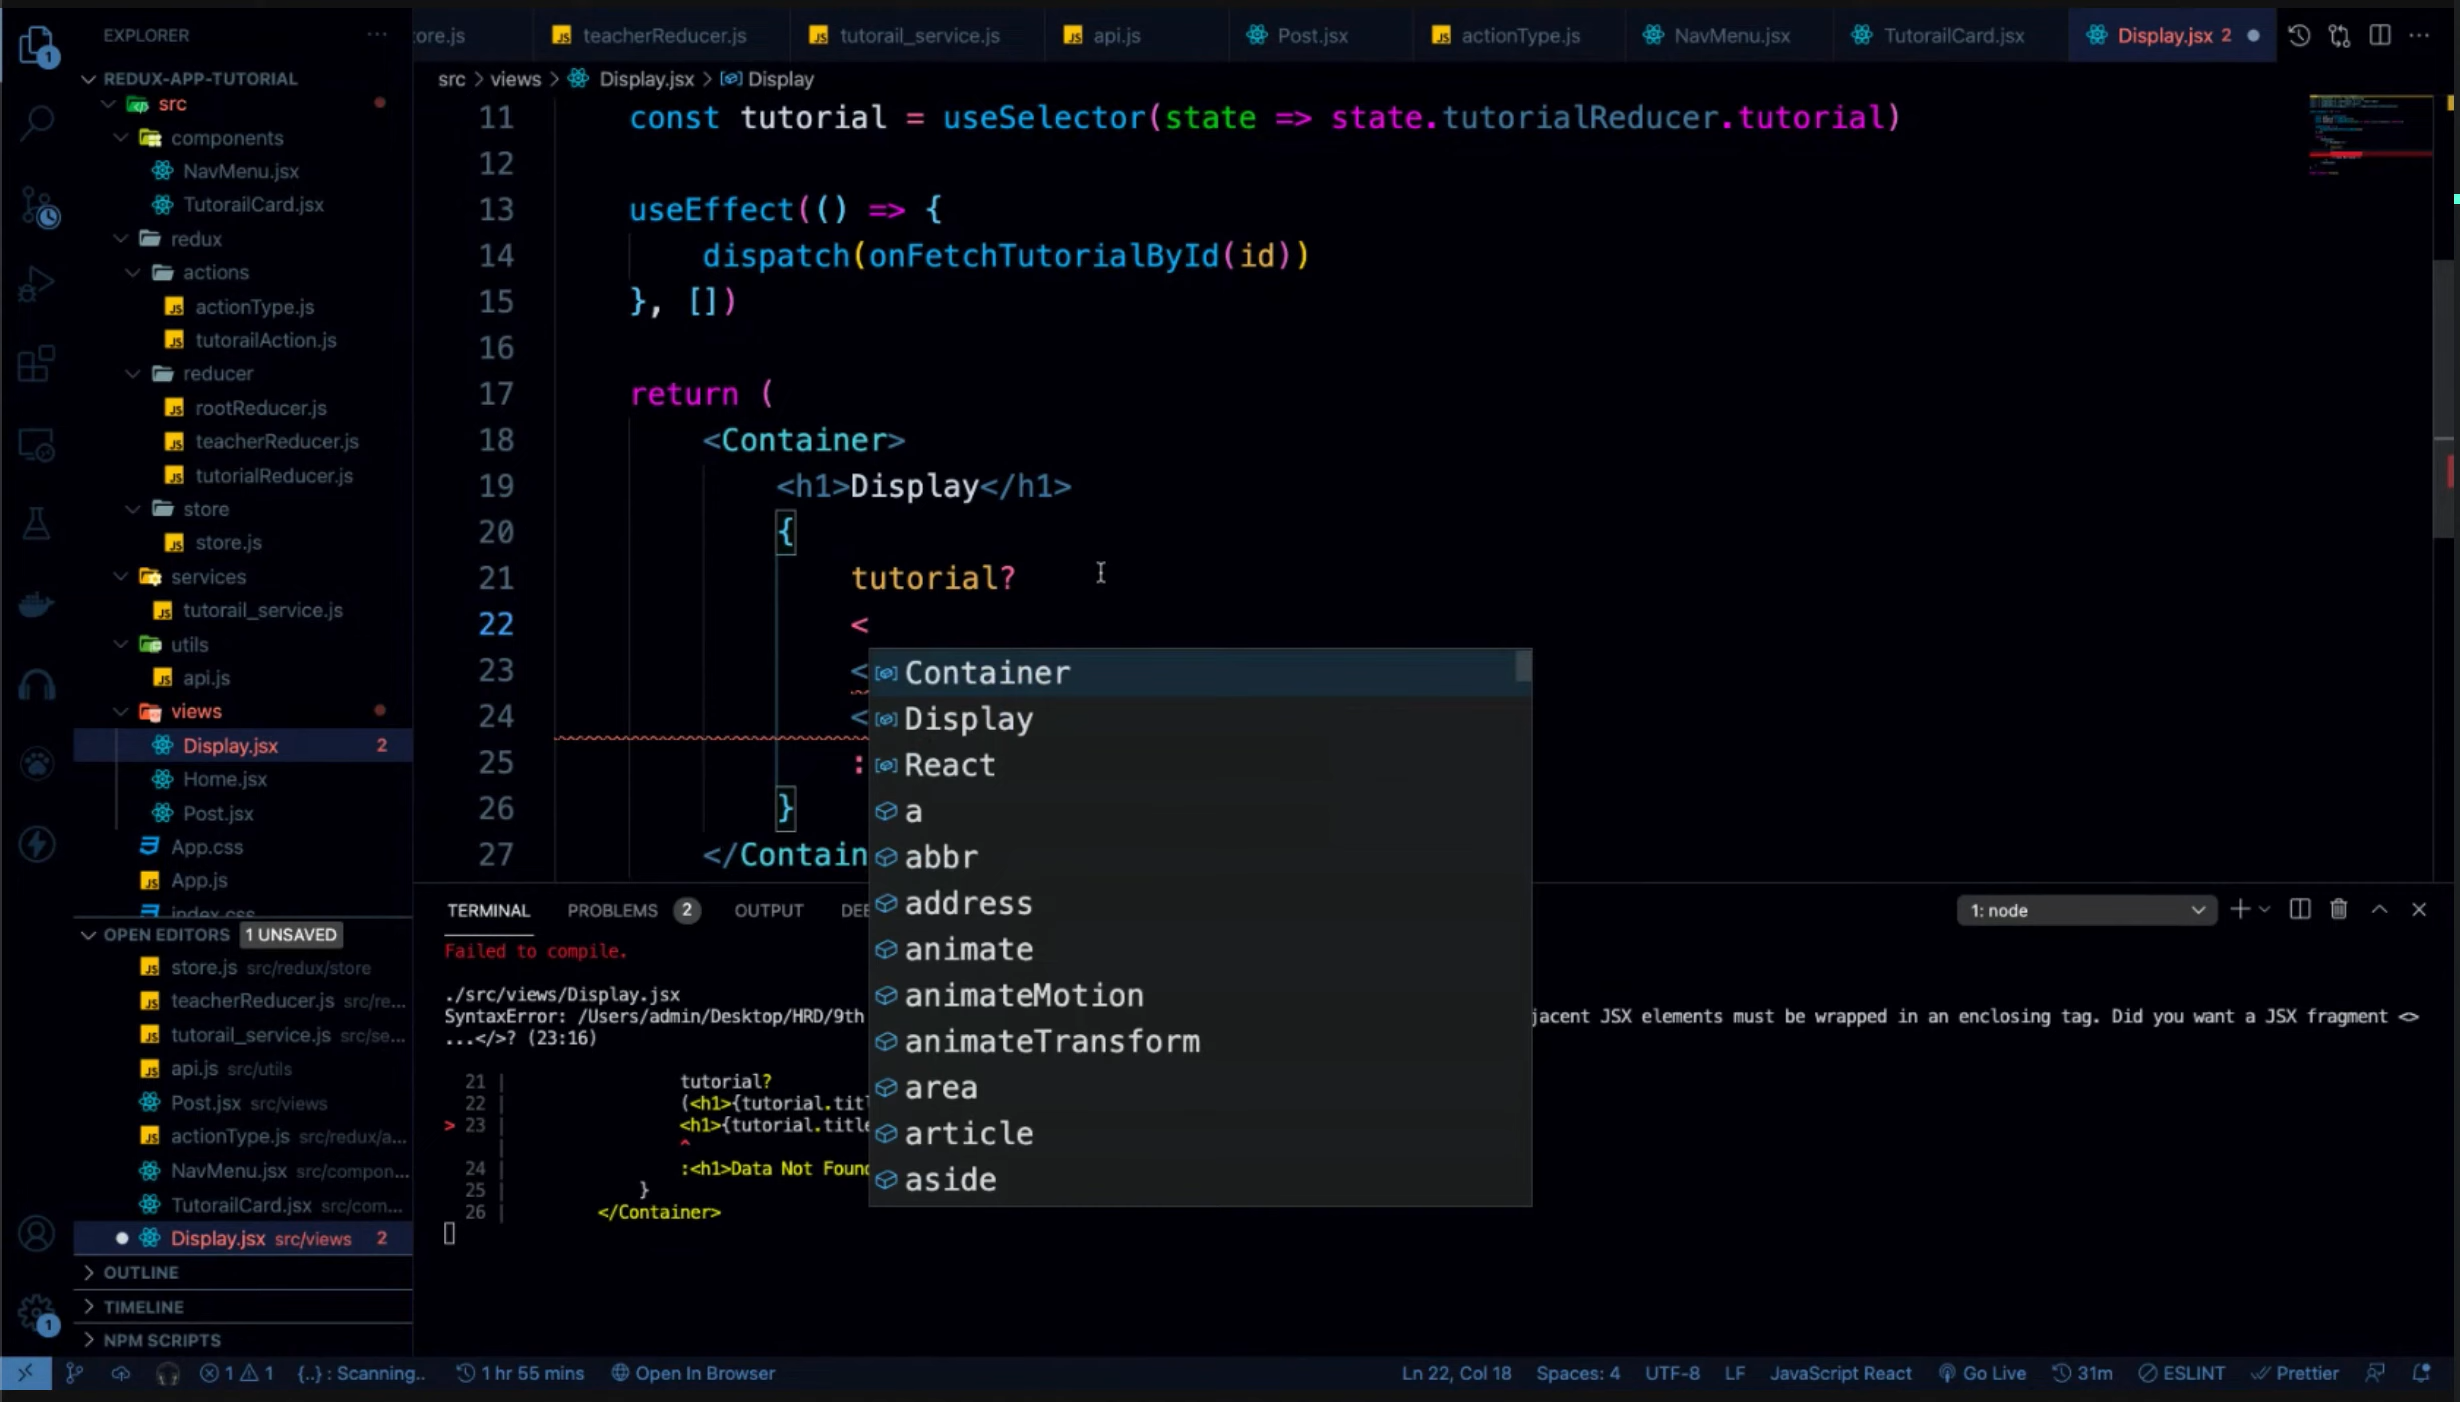 EXPLORER
REDUX-APP-TUTORIAL
src
components
NavMenu.jsx
TutorailCard.jsx
redux
actions
actionType.js
tutorailAction.js
reducer
rootReducer.js
teacherReducer.js
tutorialReducer.js
store
store.js
services
tutorail_service.js
utils
api.js
views
Display.jsx 2
Home.jsx
Post.jsx
App.css
App.js
index.css
OPEN EDITORS 1 UNSAVED
store.js src/redux/store
teacherReducer.js src/re...
tutorail_service.js src/se...
api.js src/utils
Post.jsx src/views
actionType.js src/redux/a...
NavMenu.jsx src/compon...
TutorailCard.jsx src/com...
Display.jsx src/views 2
OUTLINE
TIMELINE
NPM SCRIPTS
ore.js teacherReducer.js tutorail_service.js api.js Post.jsx actionType.js NavMenu.jsx TutorailCard.jsx Display.jsx 2
src > views > Display.jsx > Display
11 const tutorial = useSelector(state => state.tutorialReducer.tutorial)
12
13 useEffect(() => {
14 dispatch(onFetchTutorialById(id))
15 }, [])
16
17 return (
18 <Container>
19 <h1>Display</h1>
20 {
21 tutorial?
22 <
23 <
24 <
25 :
26 }
27 </Contain
Container
Display
React
a
abbr
address
animate
animateMotion
animateTransform
area
article
aside
TERMINAL PROBLEMS 2 OUTPUT DE
1: node
Failed to compile.
./src/views/Display.jsx
SyntaxError: /Users/admin/Desktop/HRD/9th jacent JSX elements must be wrapped in an enclosing tag. Did you want a JSX fragment <>
...</>? (23:16)
21 | tutorial?
22 | (<h1>{tutorial.titl
> 23 | <h1>{tutorial.title
| ^
24 | :<h1>Data Not Foun
25 | }
26 | </Container>
1 1 {..} : Scanning.. 1 hr 55 mins Open In Browser Ln 22, Col 18 Spaces: 4 UTF-8 LF JavaScript React Go Live 31m ESLINT Prettier